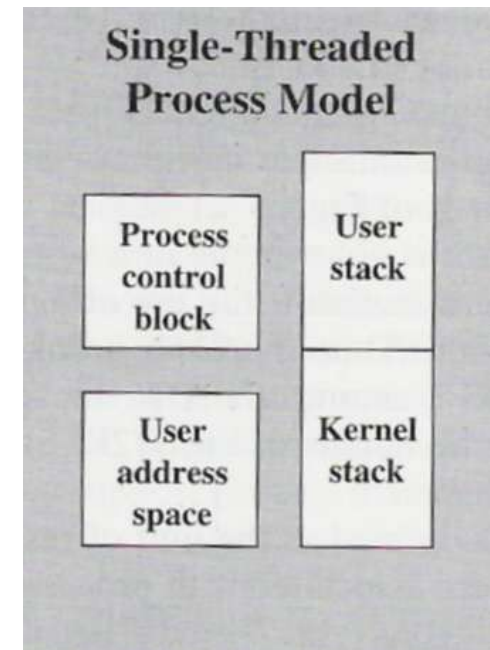 Single-Threaded
Process Model
Process
control
block
User
stack
User
address
space
Kernel
stack